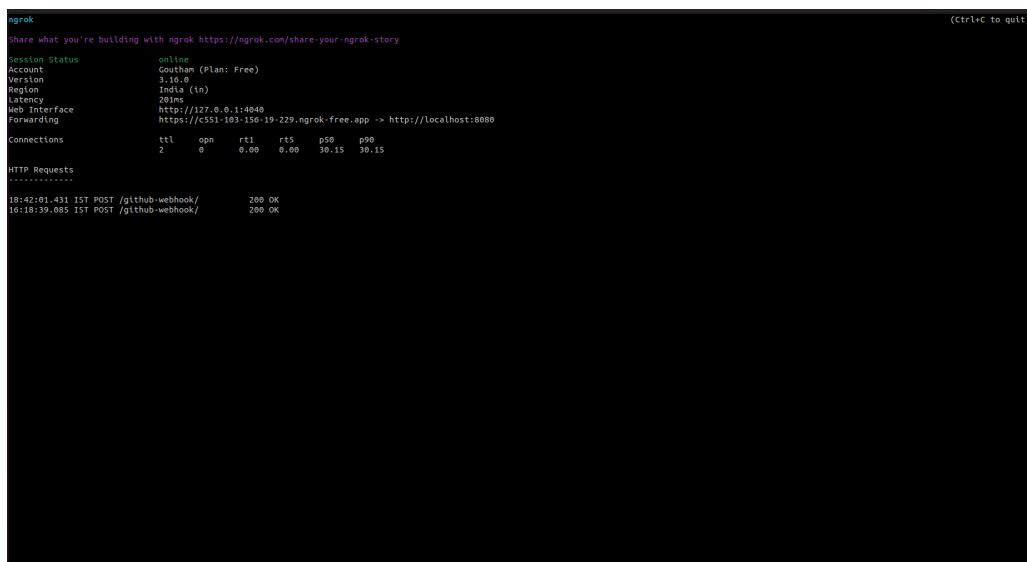 ngrok (Ctrl+C to quit
Share what you're building with ngrok https://ngrok.com/share-your-ngrok-story
Session Status online
Account Goutham (Plan: Free)
Version 3.16.0
Region India (in)
Latency 201ms
Web Interface http://127.0.0.1:4040
Forwarding https://c551-103-156-19-229.ngrok-free.app -> http://localhost:8080
Connections ttl opn rt1 rt5 p50 p90
2 0 0.00 0.00 30.15 30.15
HTTP Requests
-------------
18:42:01.431 IST POST /github-webhook/ 200 OK
16:18:39.085 IST POST /github-webhook/ 200 OK